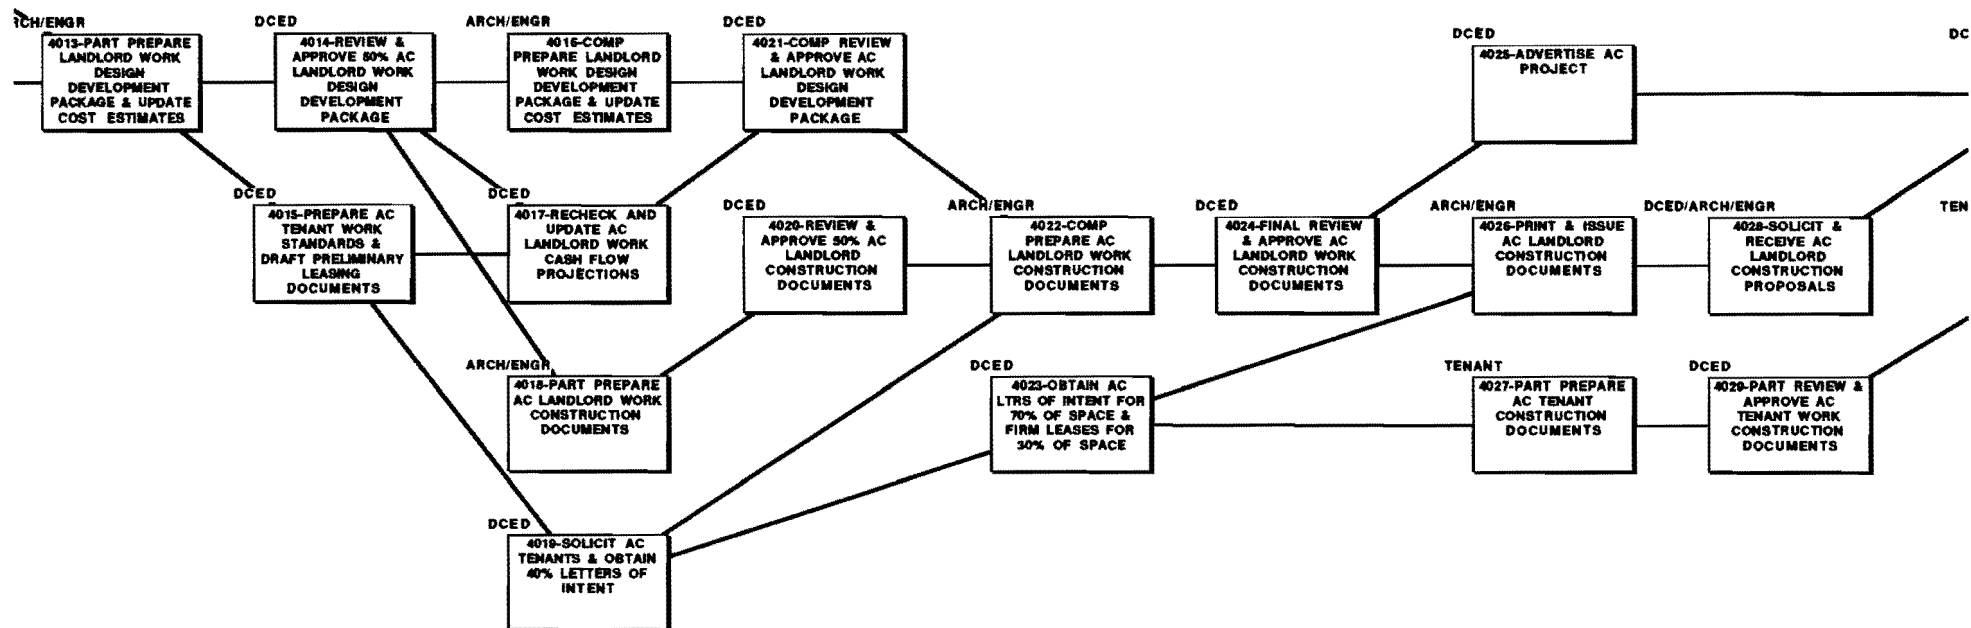 ARCH/ENGR
4013-PART PREPARE
LANDLORD WORK
DESIGN
DEVELOPMENT
PACKAGE & UPDATE
COST ESTIMATES
DCED
4014-REVIEW &
APPROVE 50% AC
LANDLORD WORK
DESIGN
DEVELOPMENT
PACKAGE
ARCH/ENGR
4016-COMP
PREPARE LANDLORD
WORK DESIGN
DEVELOPMENT
PACKAGE & UPDATE
COST ESTIMATES
DCED
4021-COMP REVIEW
& APPROVE AC
LANDLORD WORK
DESIGN
DEVELOPMENT
PACKAGE
DCED
4025-ADVERTISE AC
PROJECT
DC
DCED
4015-PREPARE AC
TENANT WORK
STANDARDS &
DRAFT PRELIMINARY
LEASING
DOCUMENTS
DCED
4017-RECHECK AND
UPDATE AC
LANDLORD WORK
CASH FLOW
PROJECTIONS
DCED
4020-REVIEW &
APPROVE 50% AC
LANDLORD
CONSTRUCTION
DOCUMENTS
ARCH/ENGR
4022-COMP
PREPARE AC
LANDLORD WORK
CONSTRUCTION
DOCUMENTS
DCED
4024-FINAL REVIEW
& APPROVE AC
LANDLORD WORK
CONSTRUCTION
DOCUMENTS
ARCH/ENGR
4026-PRINT & ISSUE
AC LANDLORD
CONSTRUCTION
DOCUMENTS
DCED/ARCH/ENGR
4028-SOLICIT &
RECEIVE AC
LANDLORD
CONSTRUCTION
PROPOSALS
TEN
ARCH/ENGR
4018-PART PREPARE
AC LANDLORD WORK
CONSTRUCTION
DOCUMENTS
DCED
4023-OBTAIN AC
LTRS OF INTENT FOR
70% OF SPACE &
FIRM LEASES FOR
30% OF SPACE
TENANT
4027-PART PREPARE
AC TENANT
CONSTRUCTION
DOCUMENTS
DCED
4029-PART REVIEW &
APPROVE AC
TENANT WORK
CONSTRUCTION
DOCUMENTS
DCED
4019-SOLICIT AC
TENANTS & OBTAIN
40% LETTERS OF
INTENT